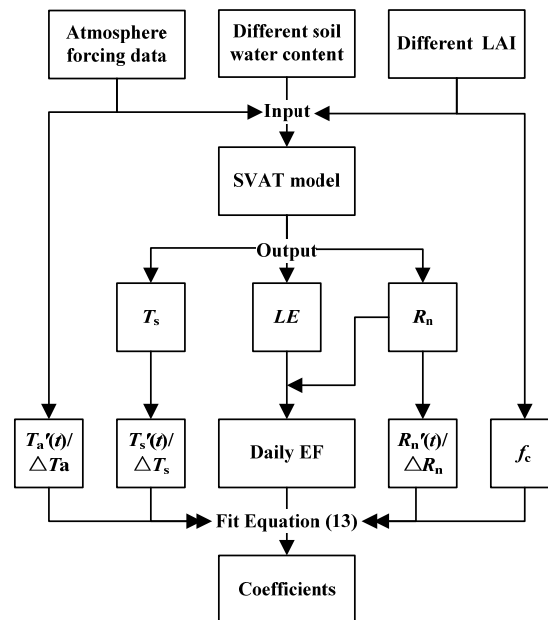 Atmosphere
forcing data
Different soil
water content
Different LAI
Input
SVAT model
Output
Ts
LE
Rn
Ta'(t)/
△Ta
Ts'(t)/
△Ts
Daily EF
Rn'(t)/
△Rn
fc
Fit Equation (13)
Coefficients